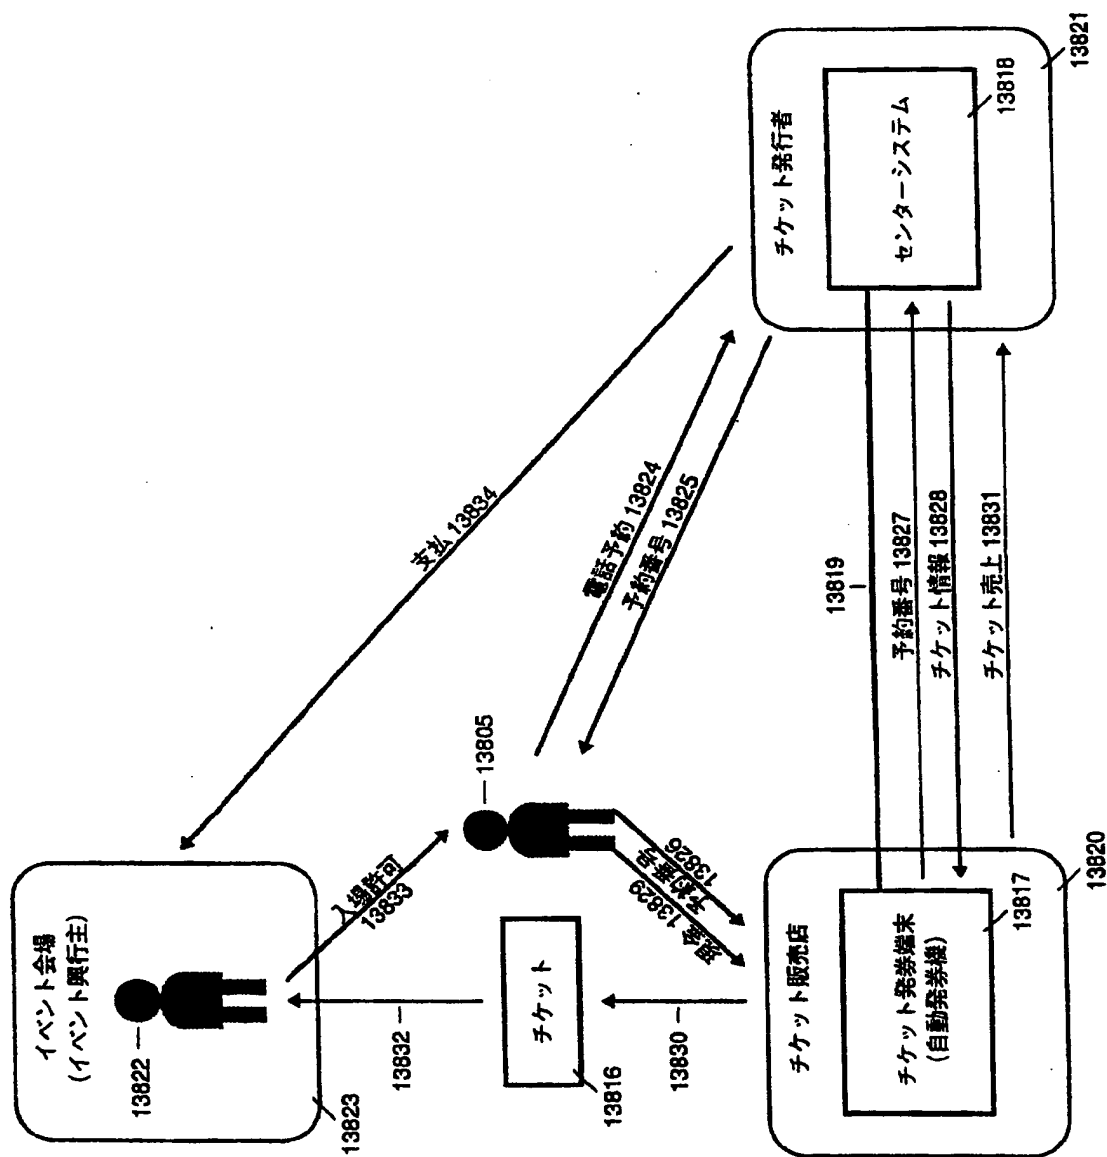 イベント会場
(イベント興行主)
13822
13823
入場許可
13833
13832
チケット
13816
13830
13805
現金 13829
予約番号
13826
チケット販売店
チケット発券端末
(自動発券機)
13817
13820
支払 13834
電話予約 13824
予約番号 13825
13819
予約番号 13827
チケット情報 13828
チケット売上 13831
チケット発行者
センターシステム
13818
13821